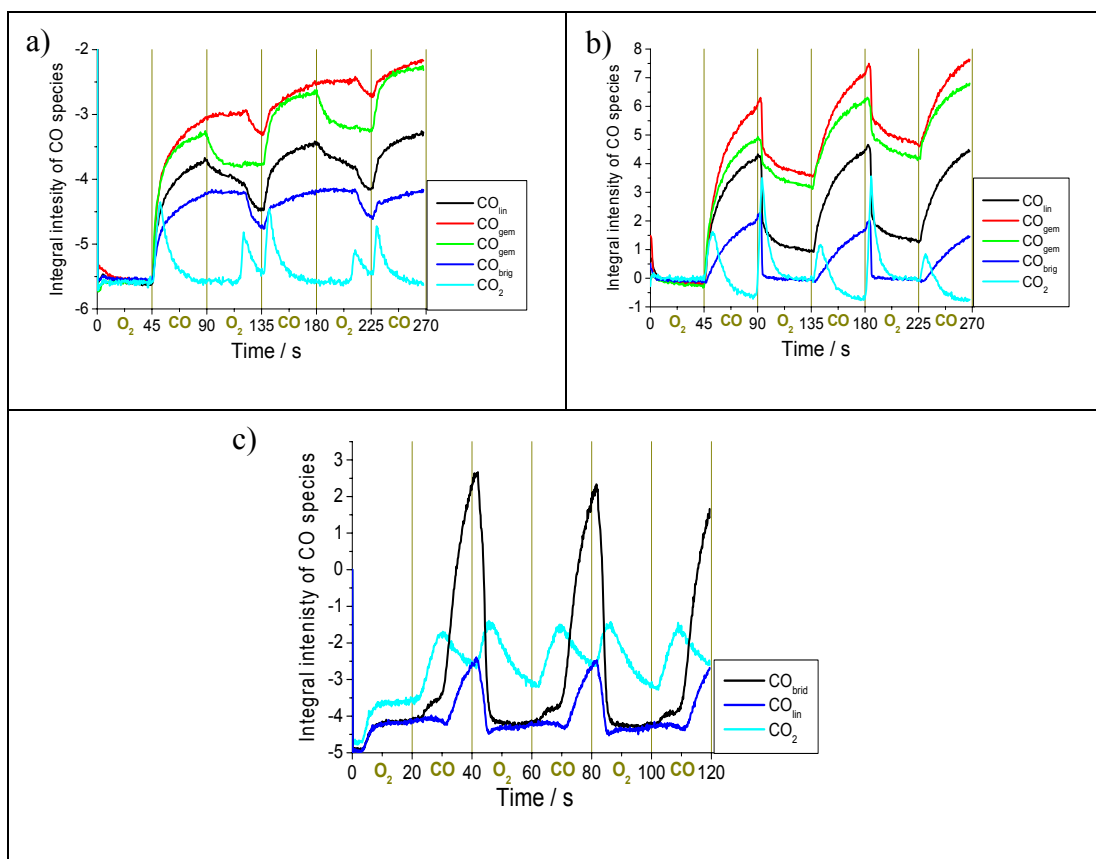 a)
Integral intesity of CO species
-2
-3
-4
-5
-6
0 O2 45 CO 90 O2 135 CO 180 O2 225 CO 270
Time / s
COlin
COgem
COgem
CObrig
CO2
b)
Integral intensity of CO species
8
7
6
5
4
3
2
1
0
-1
0 O2 45 CO 90 O2 135 CO 180 O2 225 CO 270
Time / s
COlin
COgem
COgem
CObrig
CO2
c)
Integral intenisty of CO species
3
2
1
0
-1
-2
-3
-4
-5
0 O2 20 CO 40 O2 60 CO 80 O2 100 CO 120
Time / s
CObrid
COlin
CO2